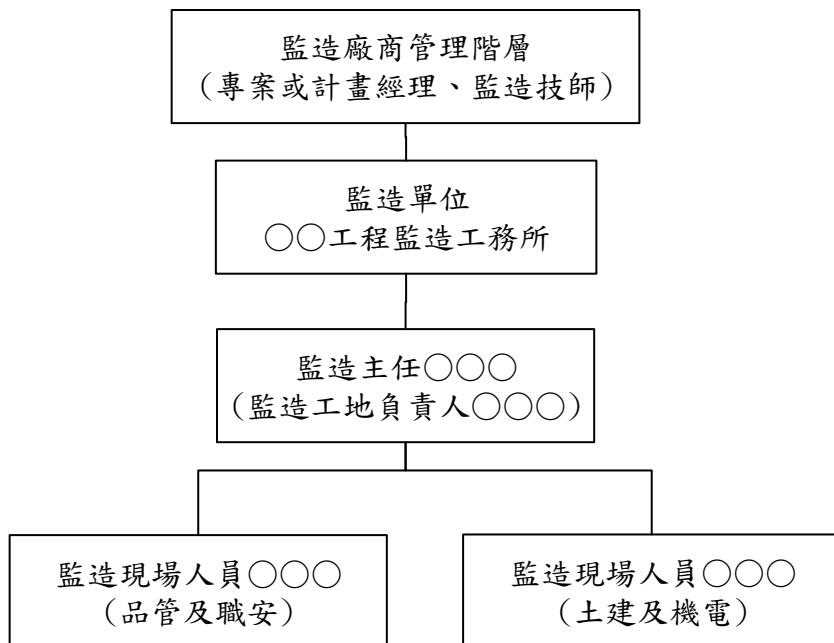 監造廠商管理階層
（專案或計畫經理、監造技師）
監造單位
○○工程監造工務所
監造主任○○○
（監造工地負責人○○○）
監造現場人員○○○
（品管及職安）
監造現場人員○○○
（土建及機電）